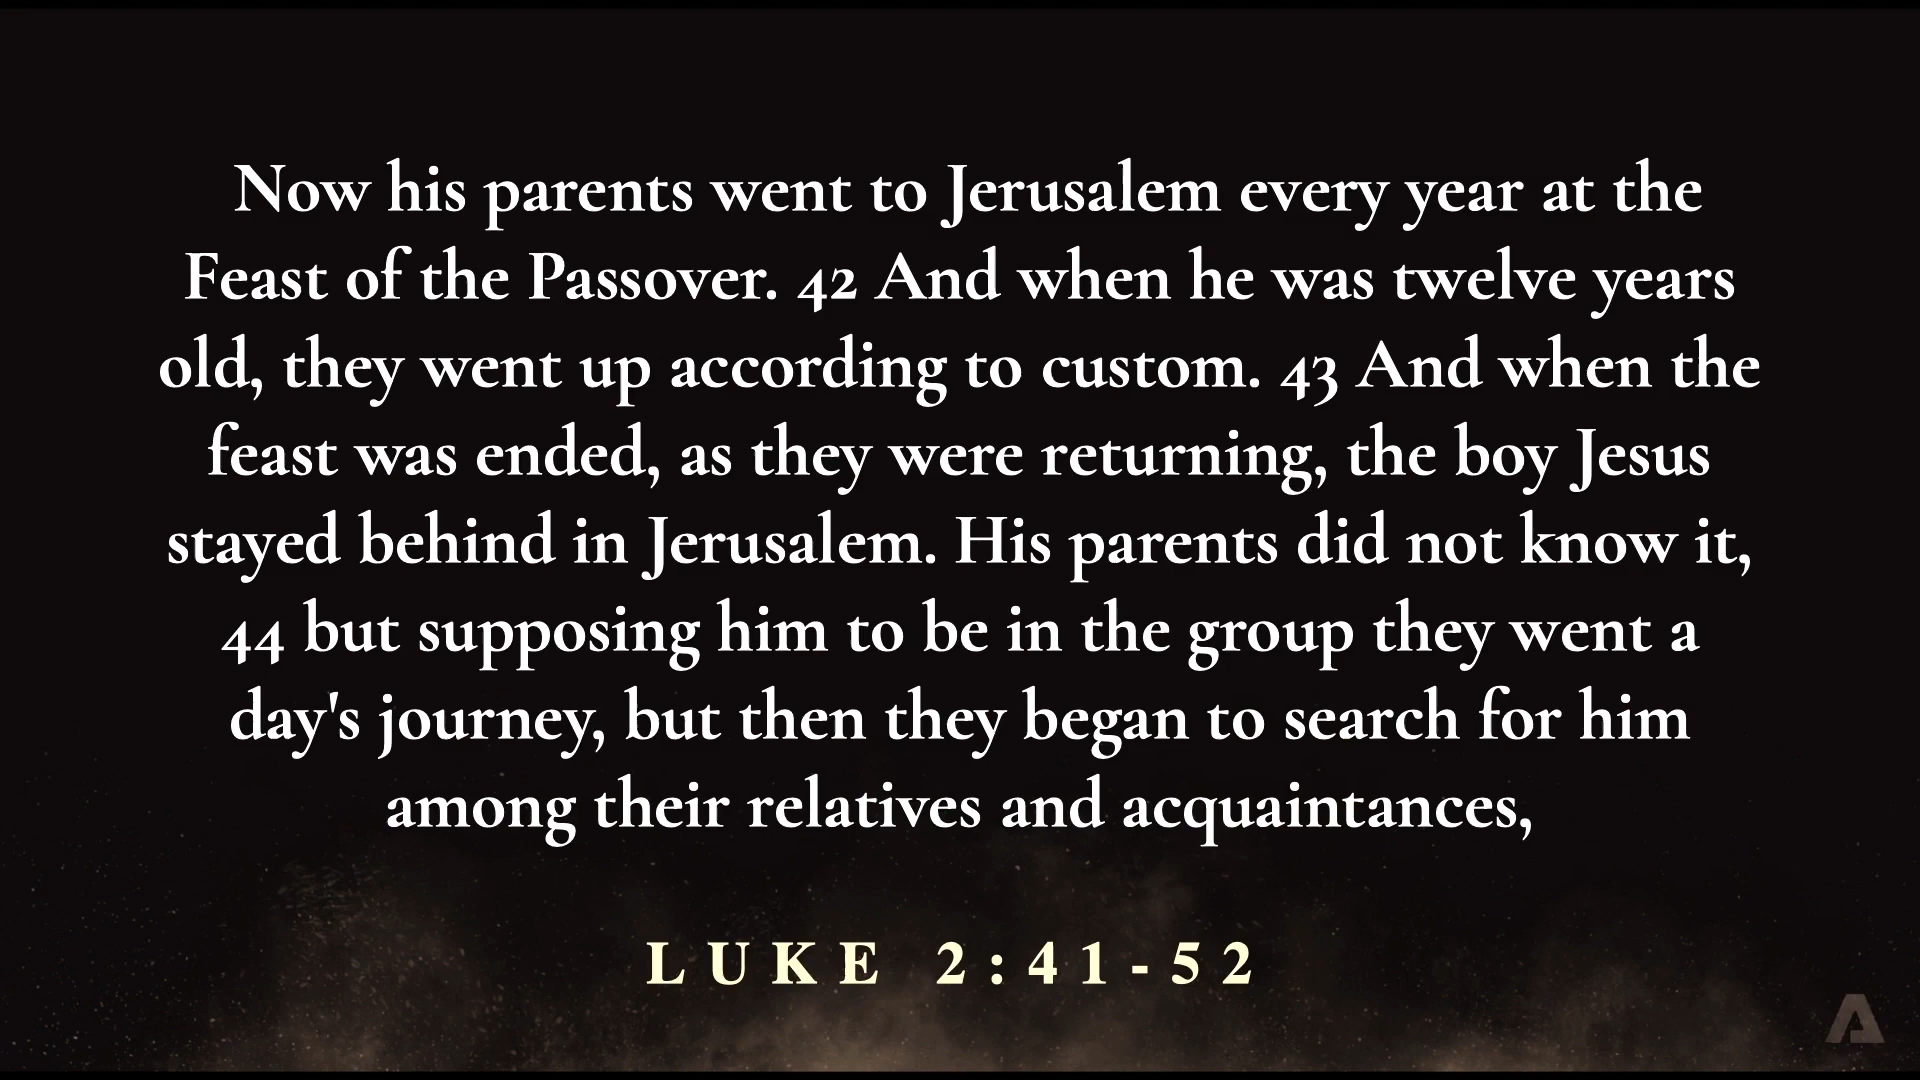 Now his parents went to Jerusalem every year at the
Feast of the Passover. 42 And when he was twelve years
old, they went up according to custom. 43 And when the
feast was ended, as they were returning, the boy Jesus
stayed behind in Jerusalem. His parents did not know it,
44 but supposing him to be in the group they went a
day's journey, but then they began to search for him
among their relatives and acquaintances,
LUKE 2:41-52